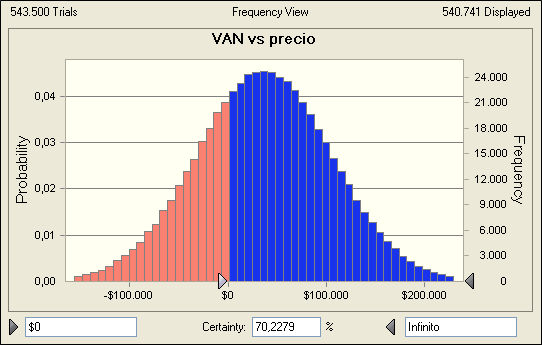 543.500 Trials Frequency View 540.741 Displayed
VAN vs precio
Probability
0,04
0,03
0,02
0,01
0,00
24.000
21.000
18.000
15.000
12.000
9.000
6.000
3.000
0
Frequency
-$100.000 $0 $100.000 $200.000
$0 Certainty: 70,2279 % Infinito